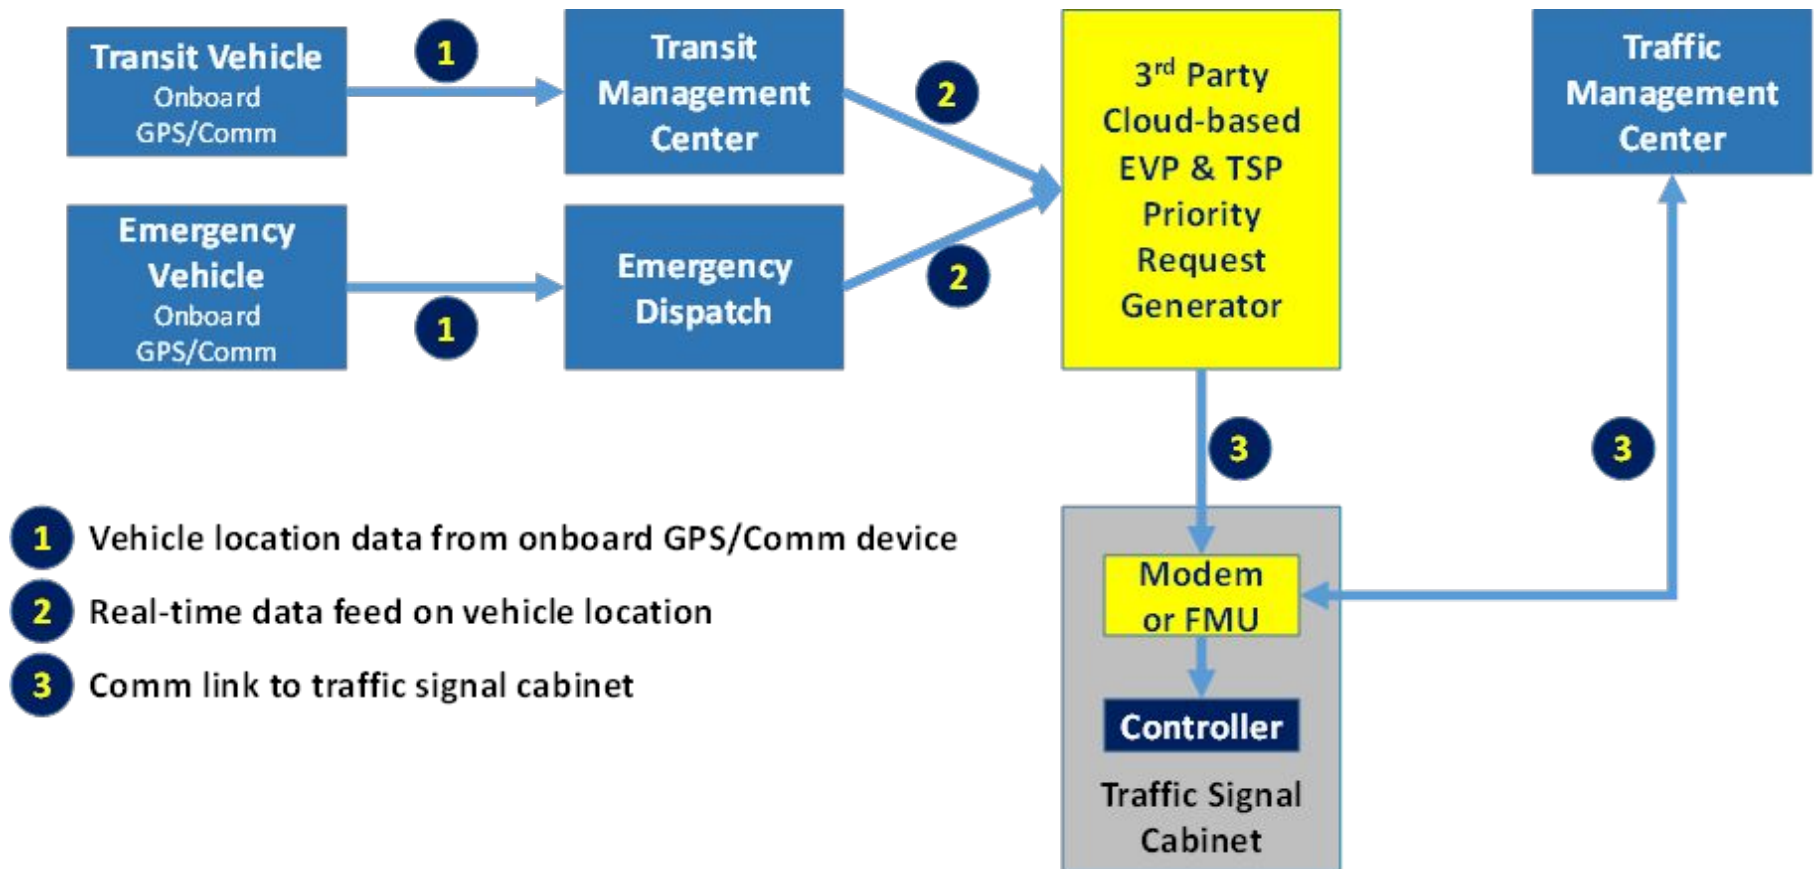 Transit Vehicle
Onboard
GPS/Comm
1
Transit
Management
Center
2
3rd Party
Cloud-based
EVP & TSP
Priority
Request
Generator
Traffic
Management
Center
Emergency
Vehicle
Onboard
GPS/Comm
1
Emergency
Dispatch
2
3
3
1 Vehicle location data from onboard GPS/Comm device
2 Real-time data feed on vehicle location
3 Comm link to traffic signal cabinet
Modem
or FMU
Controller
Traffic Signal
Cabinet